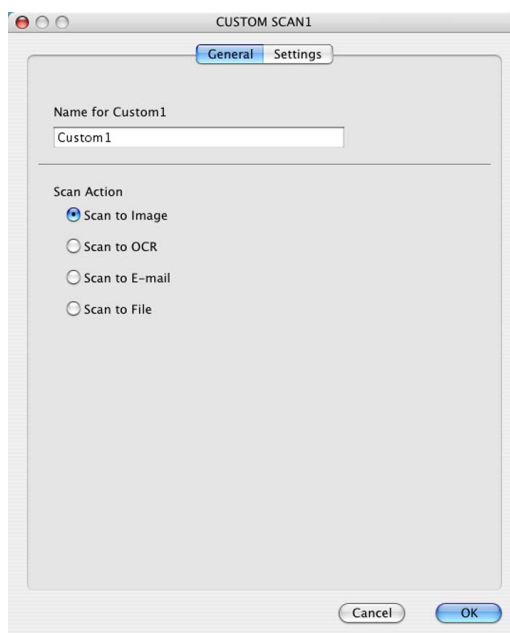 CUSTOM SCAN1
General Settings
Name for Custom1
Custom1
Scan Action
Scan to Image
Scan to OCR
Scan to E-mail
Scan to File
Cancel OK